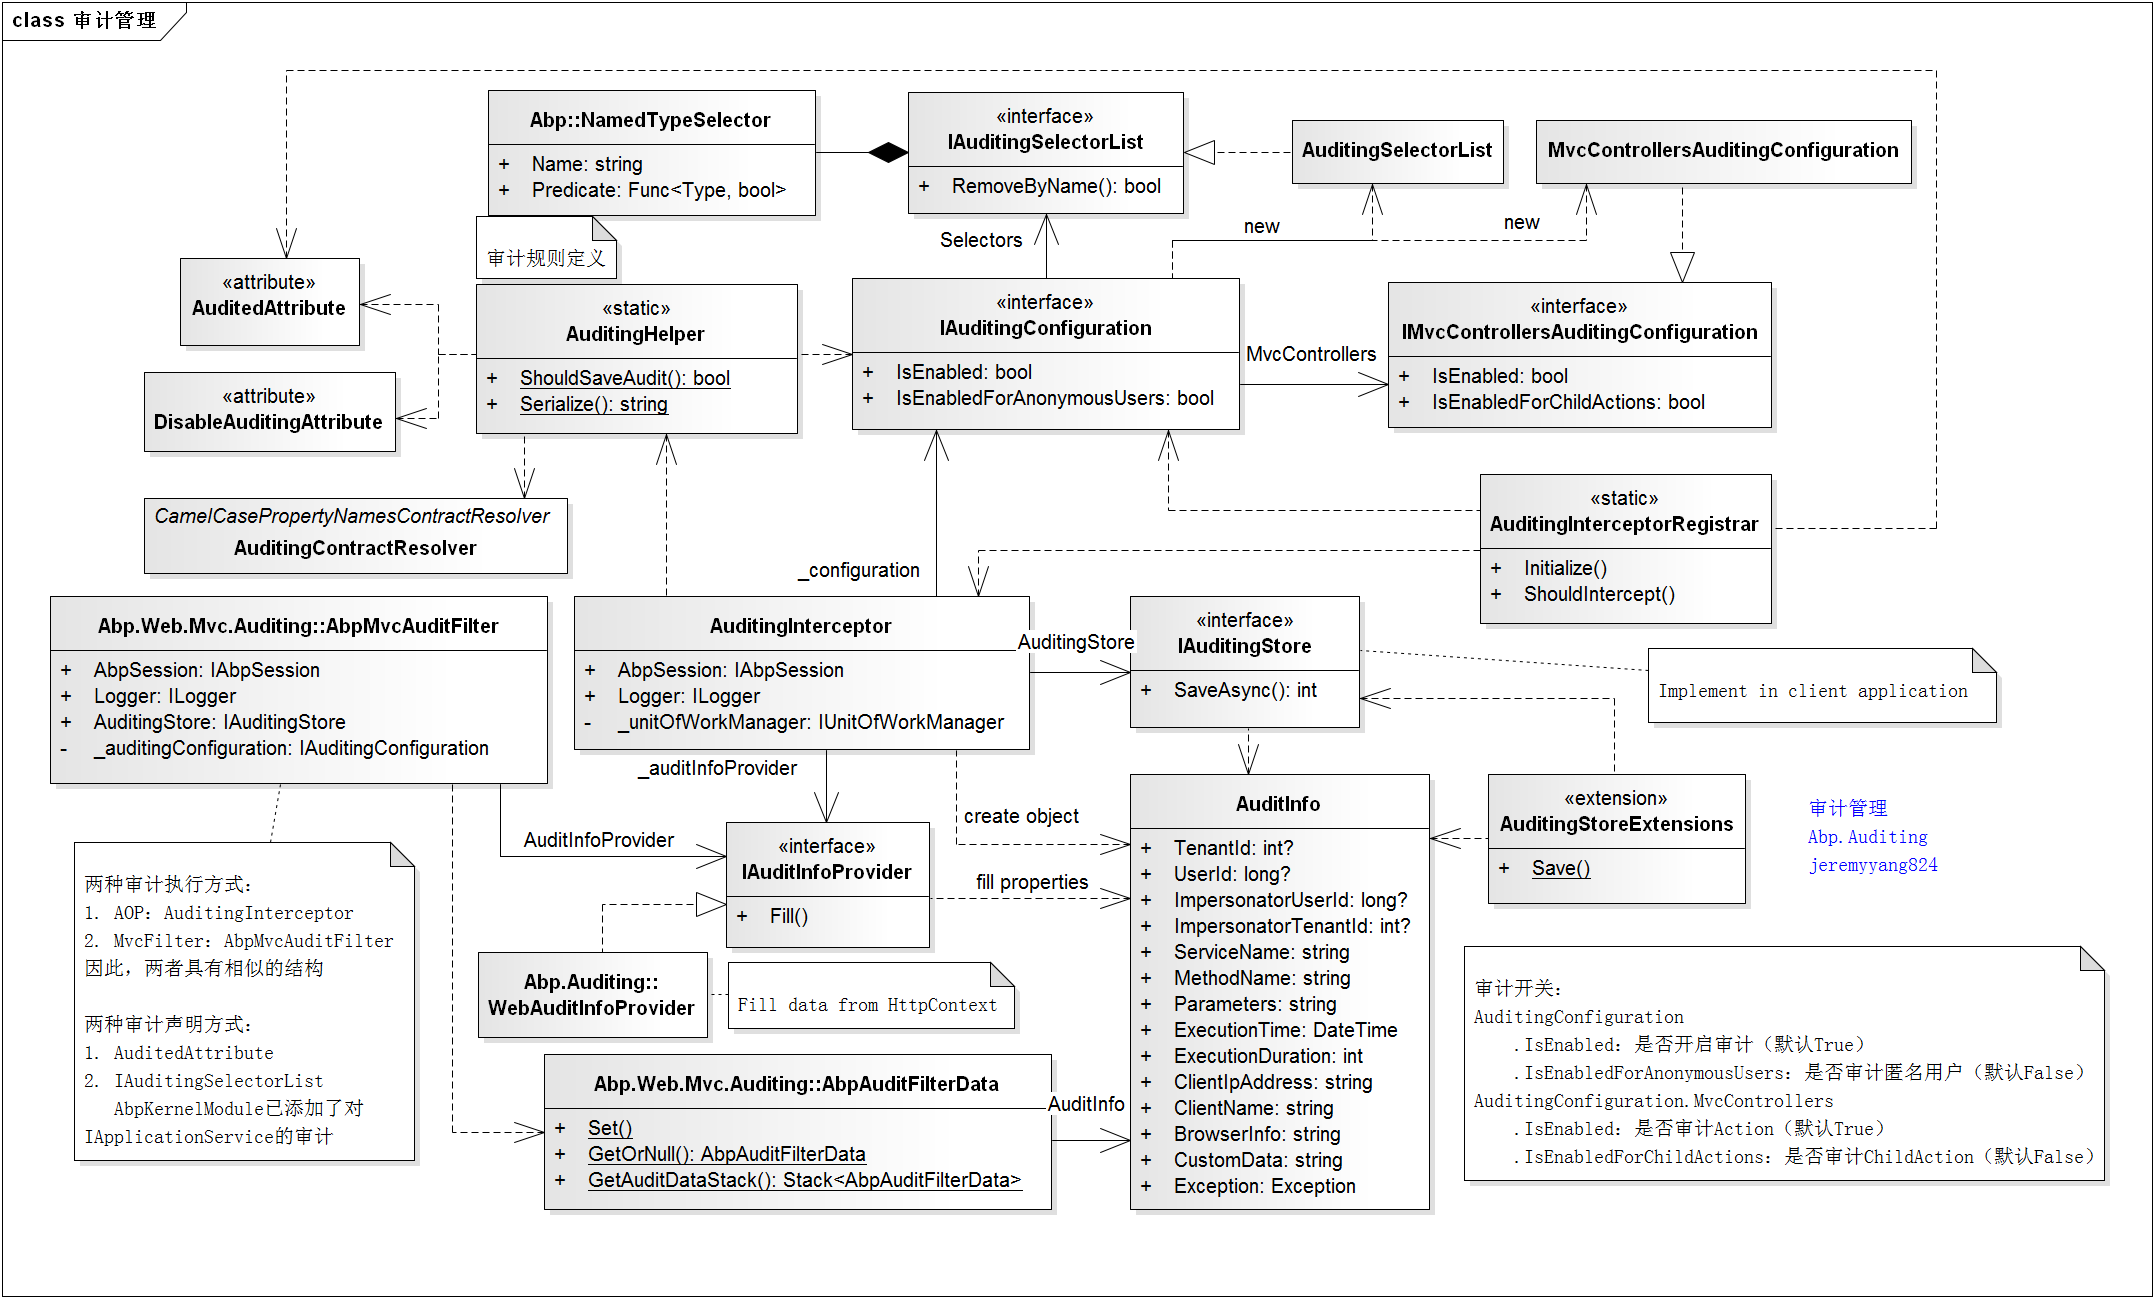 class 审计管理
Abp::NamedTypeSelector
+ Name: string
+ Predicate: Func<Type, bool>
审计规则定义
«interface»
IAuditingSelectorList
+ RemoveByName(): bool
AuditingSelectorList
MvcControllersAuditingConfiguration
Selectors
new
new
«attribute»
AuditedAttribute
«attribute»
DisableAuditingAttribute
«static»
AuditingHelper
+ ShouldSaveAudit(): bool
+ Serialize(): string
«interface»
IAuditingConfiguration
+ IsEnabled: bool
+ IsEnabledForAnonymousUsers: bool
MvcControllers
«interface»
IMvcControllersAuditingConfiguration
+ IsEnabled: bool
+ IsEnabledForChildActions: bool
CamelCasePropertyNamesContractResolver
AuditingContractResolver
«static»
AuditingInterceptorRegistrar
+ Initialize()
+ ShouldIntercept()
_configuration
Abp.Web.Mvc.Auditing::AbpMvcAuditFilter
+ AbpSession: IAbpSession
+ Logger: ILogger
+ AuditingStore: IAuditingStore
- _auditingConfiguration: IAuditingConfiguration
AuditingInterceptor
+ AbpSession: IAbpSession
+ Logger: ILogger
- _unitOfWorkManager: IUnitOfWorkManager
AuditingStore
«interface»
IAuditingStore
+ SaveAsync(): int
Implement in client application
_auditInfoProvider
AuditInfoProvider
«interface»
IAuditInfoProvider
+ Fill()
create object
fill properties
AuditInfo
+ TenantId: int?
+ UserId: long?
+ ImpersonatorUserId: long?
+ ImpersonatorTenantId: int?
+ ServiceName: string
+ MethodName: string
+ Parameters: string
+ ExecutionTime: DateTime
+ ExecutionDuration: int
+ ClientIpAddress: string
+ ClientName: string
+ BrowserInfo: string
+ CustomData: string
+ Exception: Exception
«extension»
AuditingStoreExtensions
+ Save()
审计管理
Abp.Auditing
jeremyyang824
两种审计执行方式：
1. AOP：AuditingInterceptor
2. MvcFilter：AbpMvcAuditFilter
因此，两者具有相似的结构
两种审计声明方式：
1. AuditedAttribute
2. IAuditingSelectorList
AbpKernelModule已添加了对
IApplicationService的审计
Abp.Auditing::
WebAuditInfoProvider
Fill data from HttpContext
Abp.Web.Mvc.Auditing::AbpAuditFilterData
+ Set()
+ GetOrNull(): AbpAuditFilterData
+ GetAuditDataStack(): Stack<AbpAuditFilterData>
AuditInfo
审计开关：
AuditingConfiguration
.IsEnabled：是否开启审计（默认True）
.IsEnabledForAnonymousUsers：是否审计匿名用户（默认False）
AuditingConfiguration.MvcControllers
.IsEnabled：是否审计Action（默认True）
.IsEnabledForChildActions：是否审计ChildAction（默认False）